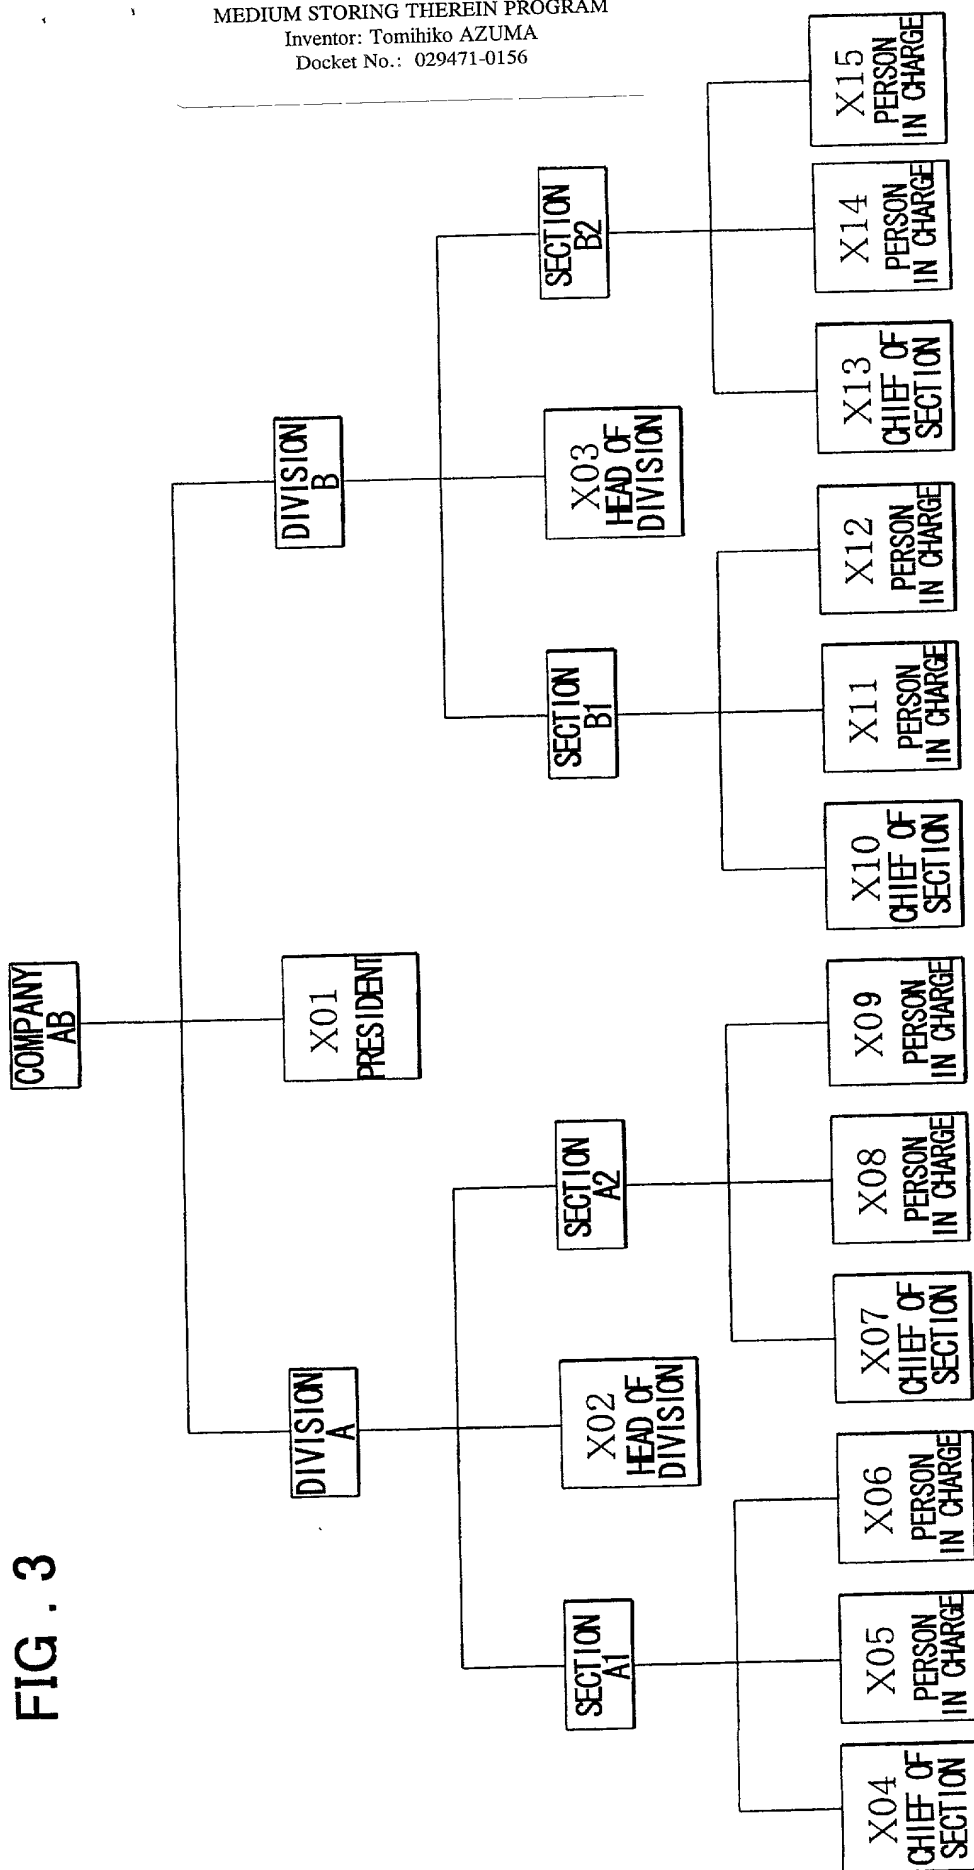 MEDIUM STORING THEREIN PROGRAM
Inventor: Tomihiko AZUMA
Docket No.: 029471-0156
FIG. 3
COMPANY
AB
DIVISION
A
X01
PRESIDENT
DIVISION
B
SECTION
A1
X02
HEAD OF
DIVISION
SECTION
A2
SECTION
B1
X03
HEAD OF
DIVISION
SECTION
B2
X04
CHIEF OF
SECTION
X05
PERSON
IN CHARGE
X06
PERSON
IN CHARGE
X07
CHIEF OF
SECTION
X08
PERSON
IN CHARGE
X09
PERSON
IN CHARGE
X10
CHIEF OF
SECTION
X11
PERSON
IN CHARGE
X12
PERSON
IN CHARGE
X13
CHIEF OF
SECTION
X14
PERSON
IN CHARGE
X15
PERSON
IN CHARGE